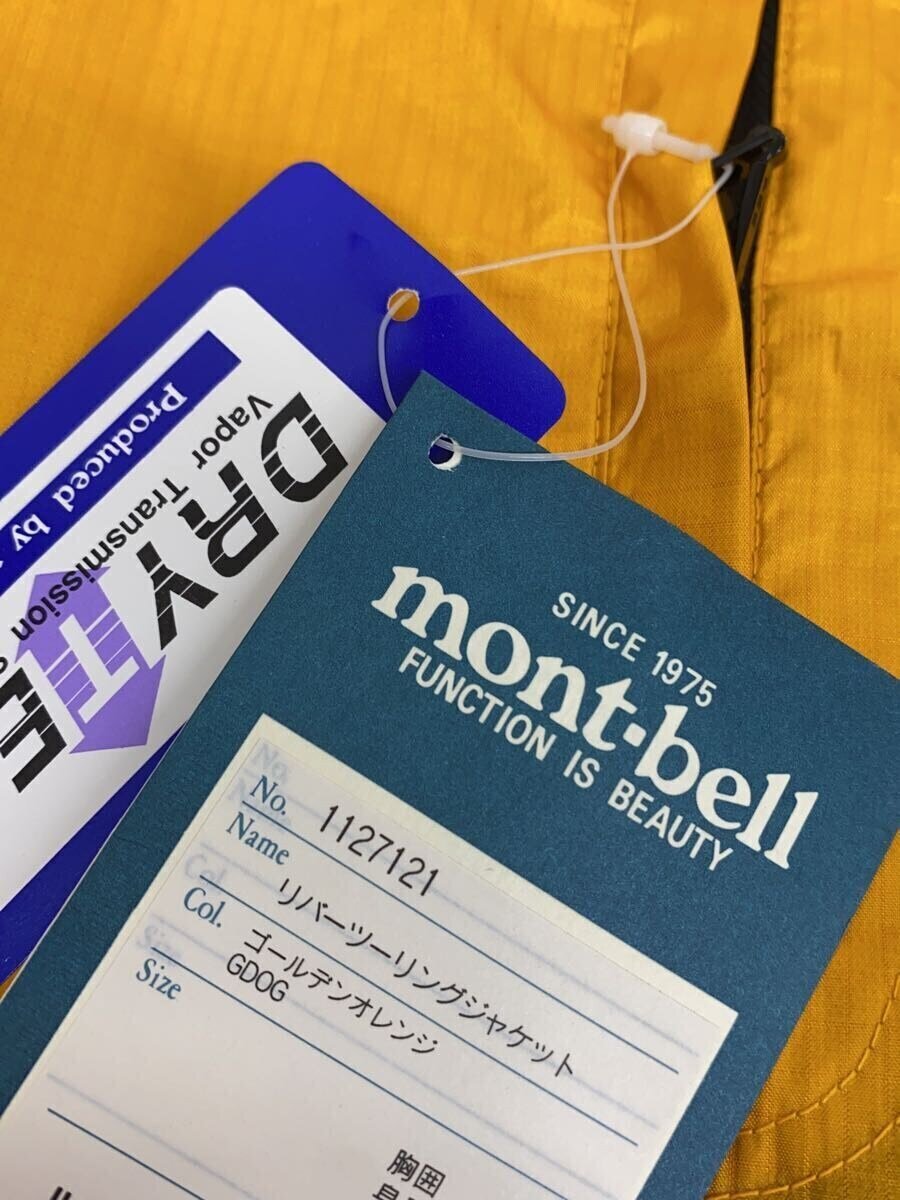 Produced by
DRY TEC
Vapor Transmission
SINCE 1975
mont·bell
FUNCTION IS BEAUTY
No. 1127121
Name
リバーツーリングジャケット
Col.
ゴールデンオレンジ
GDOG
Size
胸囲